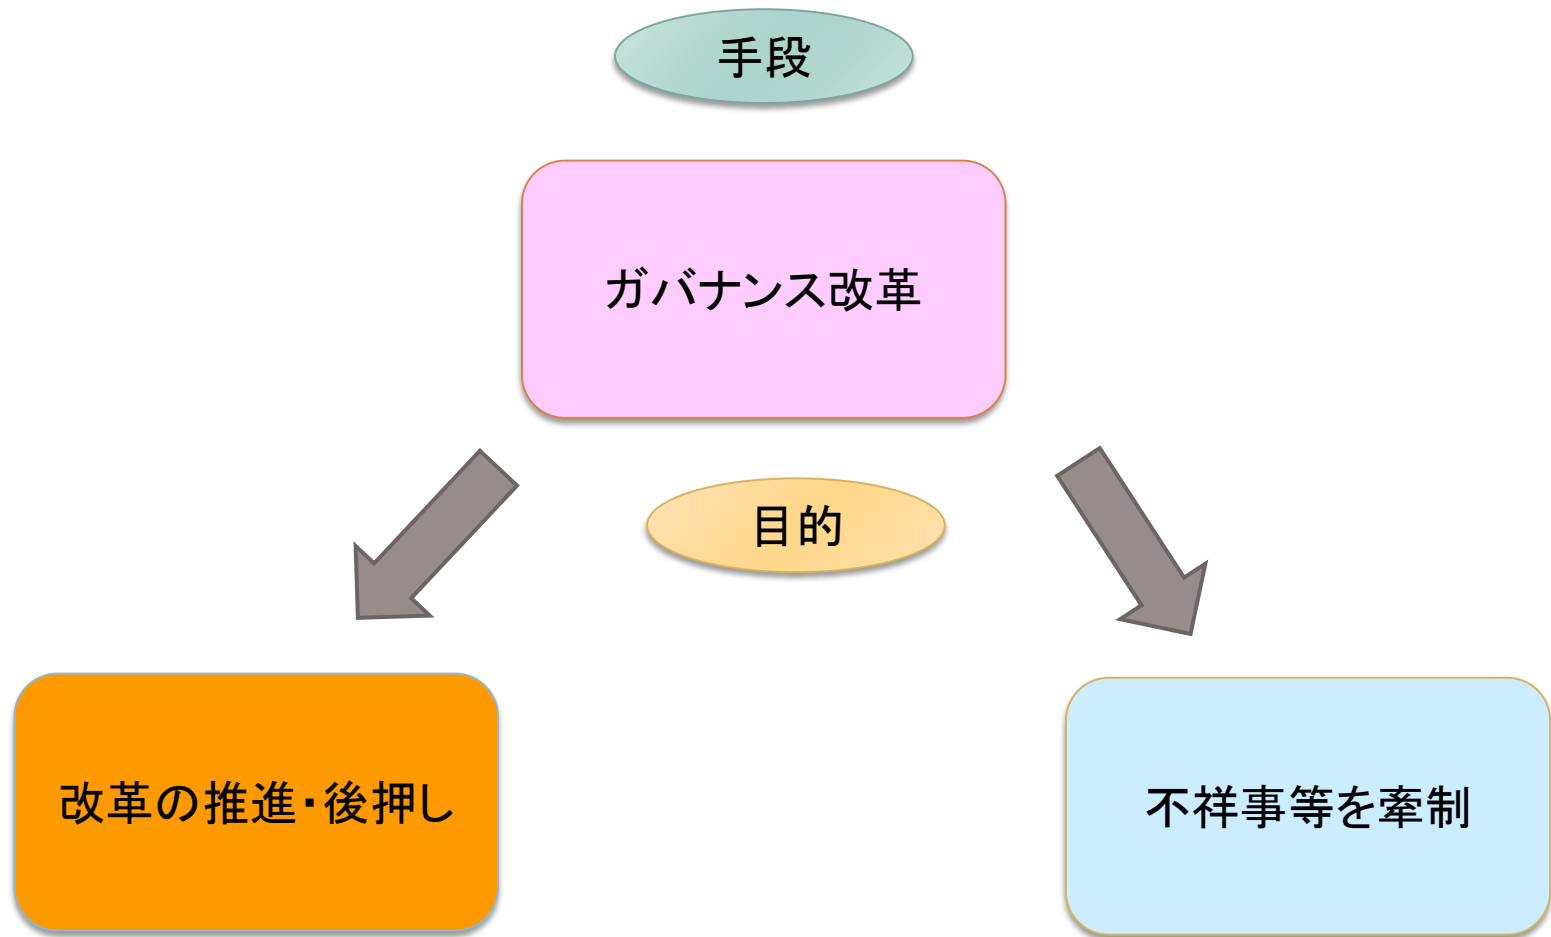 手段
ガバナンス改革
目的
改革の推進・後押し
不祥事等を牽制